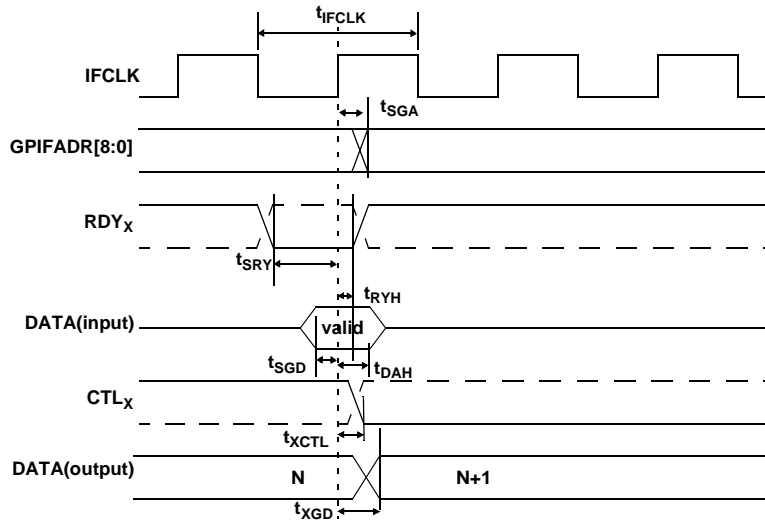 tIFCLK
IFCLK
tSGA
GPIFADR[8:0]
RDYX
tSRY
tRYH
DATA(input)
valid
tSGD
tDAH
CTLX
tXCTL
DATA(output)
N
N+1
tXGD